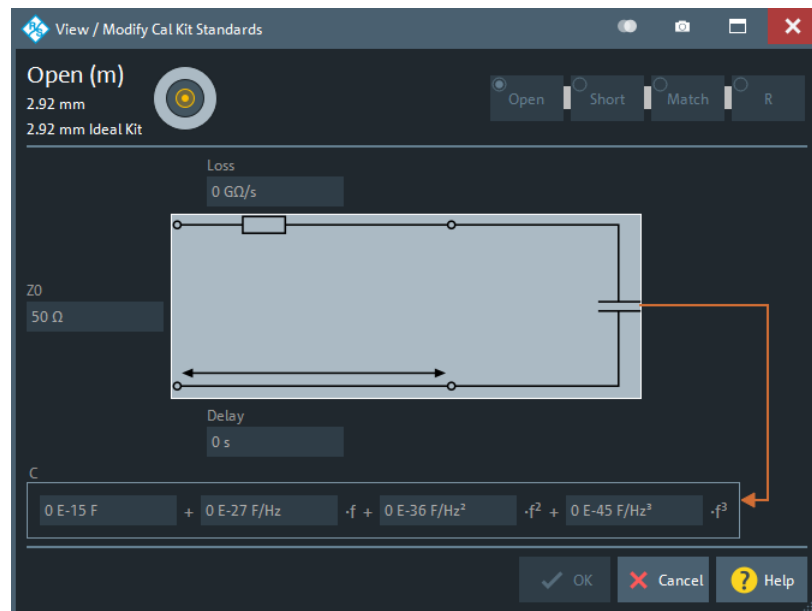 View / Modify Cal Kit Standards
Open (m)
2.92 mm
2.92 mm Ideal Kit
Open
Short
Match
R
Loss
0 GΩ/s
Z0
50 Ω
Delay
0 s
C
0 E-15 F + 0 E-27 F/Hz ·f + 0 E-36 F/Hz² ·f² + 0 E-45 F/Hz³ ·f³
OK Cancel ? Help